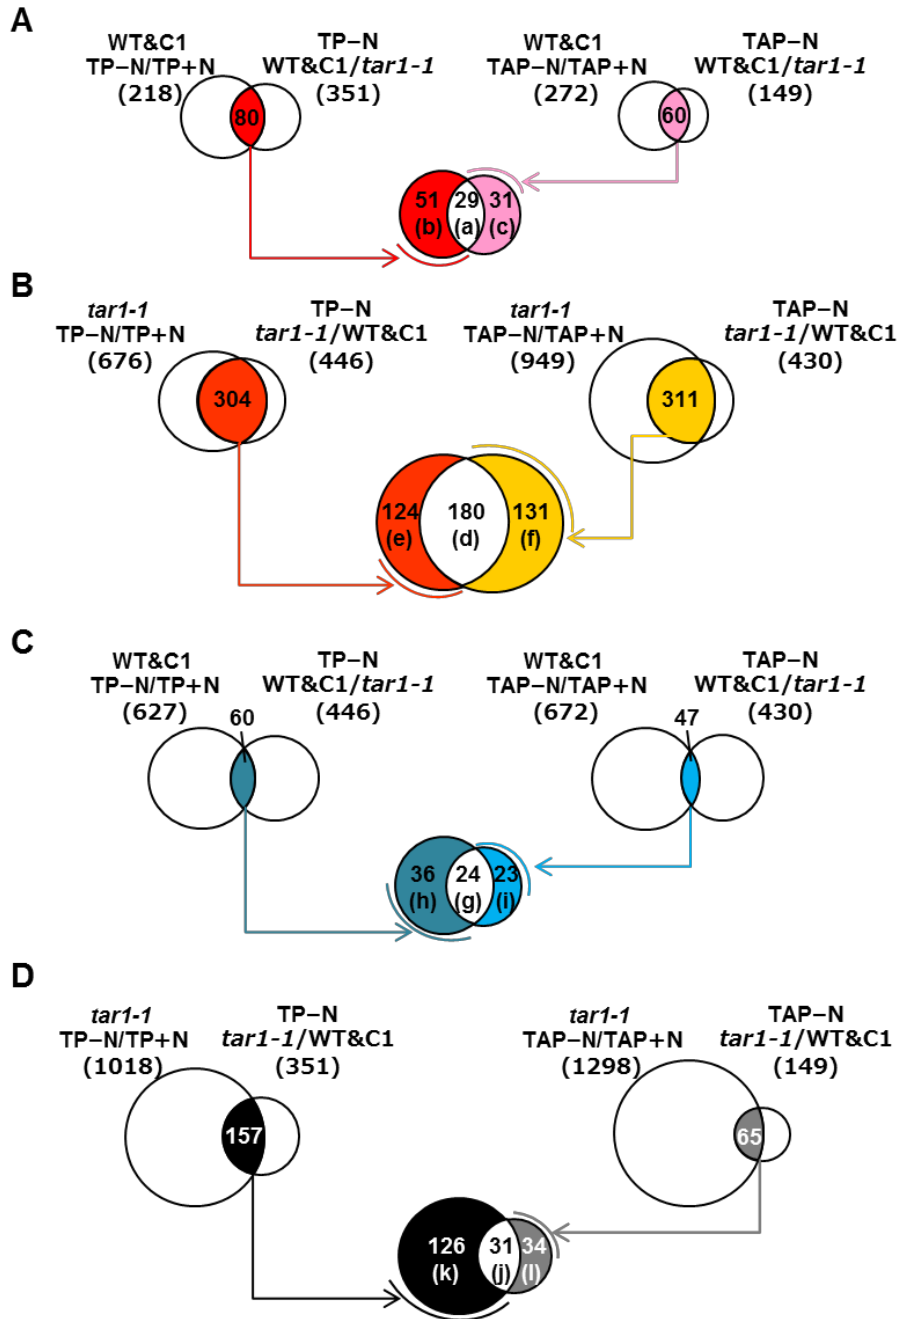 A
WT&C1
TP−N/TP+N
(218)
TP−N
WT&C1/tar1-1
(351)
80
WT&C1
TAP−N/TAP+N
(272)
TAP−N
WT&C1/tar1-1
(149)
60
51
(b)
29
(a)
31
(c)
B
tar1-1
TP−N/TP+N
(676)
TP−N
tar1-1/WT&C1
(446)
304
tar1-1
TAP−N/TAP+N
(949)
TAP−N
tar1-1/WT&C1
(430)
311
124
(e)
180
(d)
131
(f)
C
WT&C1
TP−N/TP+N
(627)
TP−N
WT&C1/tar1-1
(446)
60
WT&C1
TAP−N/TAP+N
(672)
TAP−N
WT&C1/tar1-1
(430)
47
36
(h)
24
(g)
23
(i)
D
tar1-1
TP−N/TP+N
(1018)
TP−N
tar1-1/WT&C1
(351)
157
tar1-1
TAP−N/TAP+N
(1298)
TAP−N
tar1-1/WT&C1
(149)
65
126
(k)
31
(j)
34
(l)